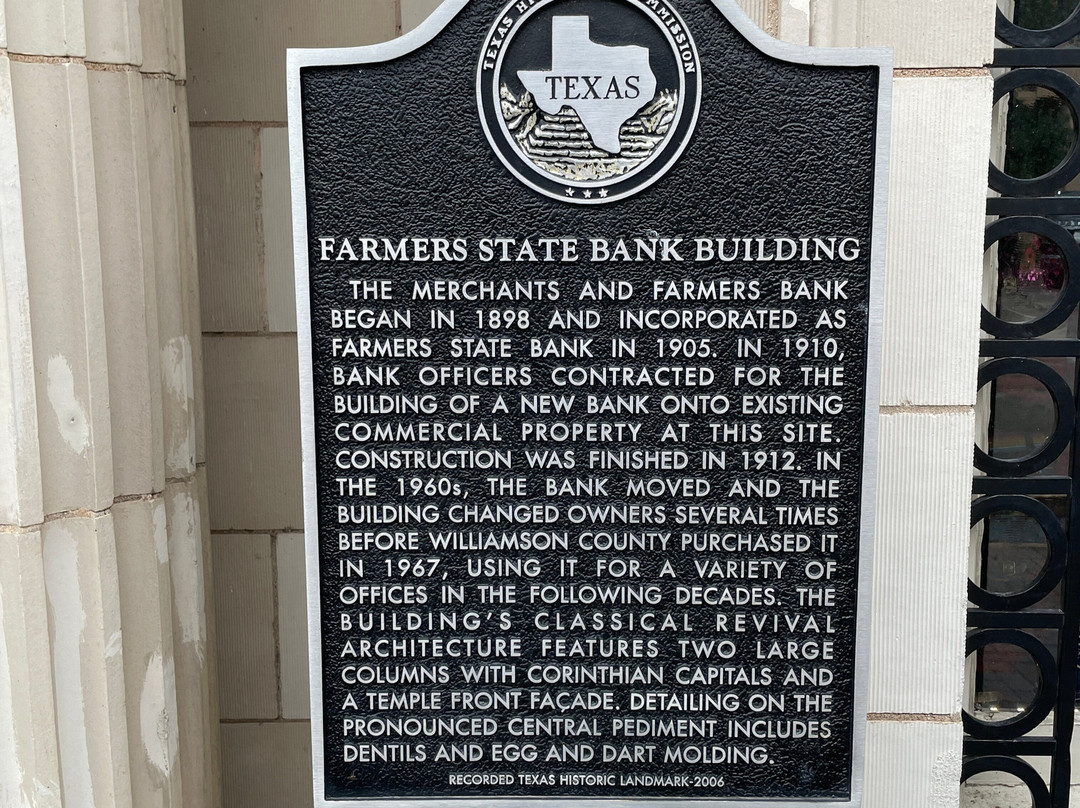 TEXAS HI MMISSION
TEXAS
FARMERS STATE BANK BUILDING
THE MERCHANTS AND FARMERS BANK
BEGAN IN 1898 AND INCORPORATED AS
FARMERS STATE BANK IN 1905. IN 1910,
BANK OFFICERS CONTRACTED FOR THE
BUILDING OF A NEW BANK ONTO EXISTING
COMMERCIAL PROPERTY AT THIS SITE.
CONSTRUCTION WAS FINISHED IN 1912. IN
THE 1960s, THE BANK MOVED AND THE
BUILDING CHANGED OWNERS SEVERAL TIMES
BEFORE WILLIAMSON COUNTY PURCHASED IT
IN 1967, USING IT FOR A VARIETY OF
OFFICES IN THE FOLLOWING DECADES. THE
BUILDING'S CLASSICAL REVIVAL
ARCHITECTURE FEATURES TWO LARGE
COLUMNS WITH CORINTHIAN CAPITALS AND
A TEMPLE FRONT FAÇADE. DETAILING ON THE
PRONOUNCED CENTRAL PEDIMENT INCLUDES
DENTILS AND EGG AND DART MOLDING.
RECORDED TEXAS HISTORIC LANDMARK-2006